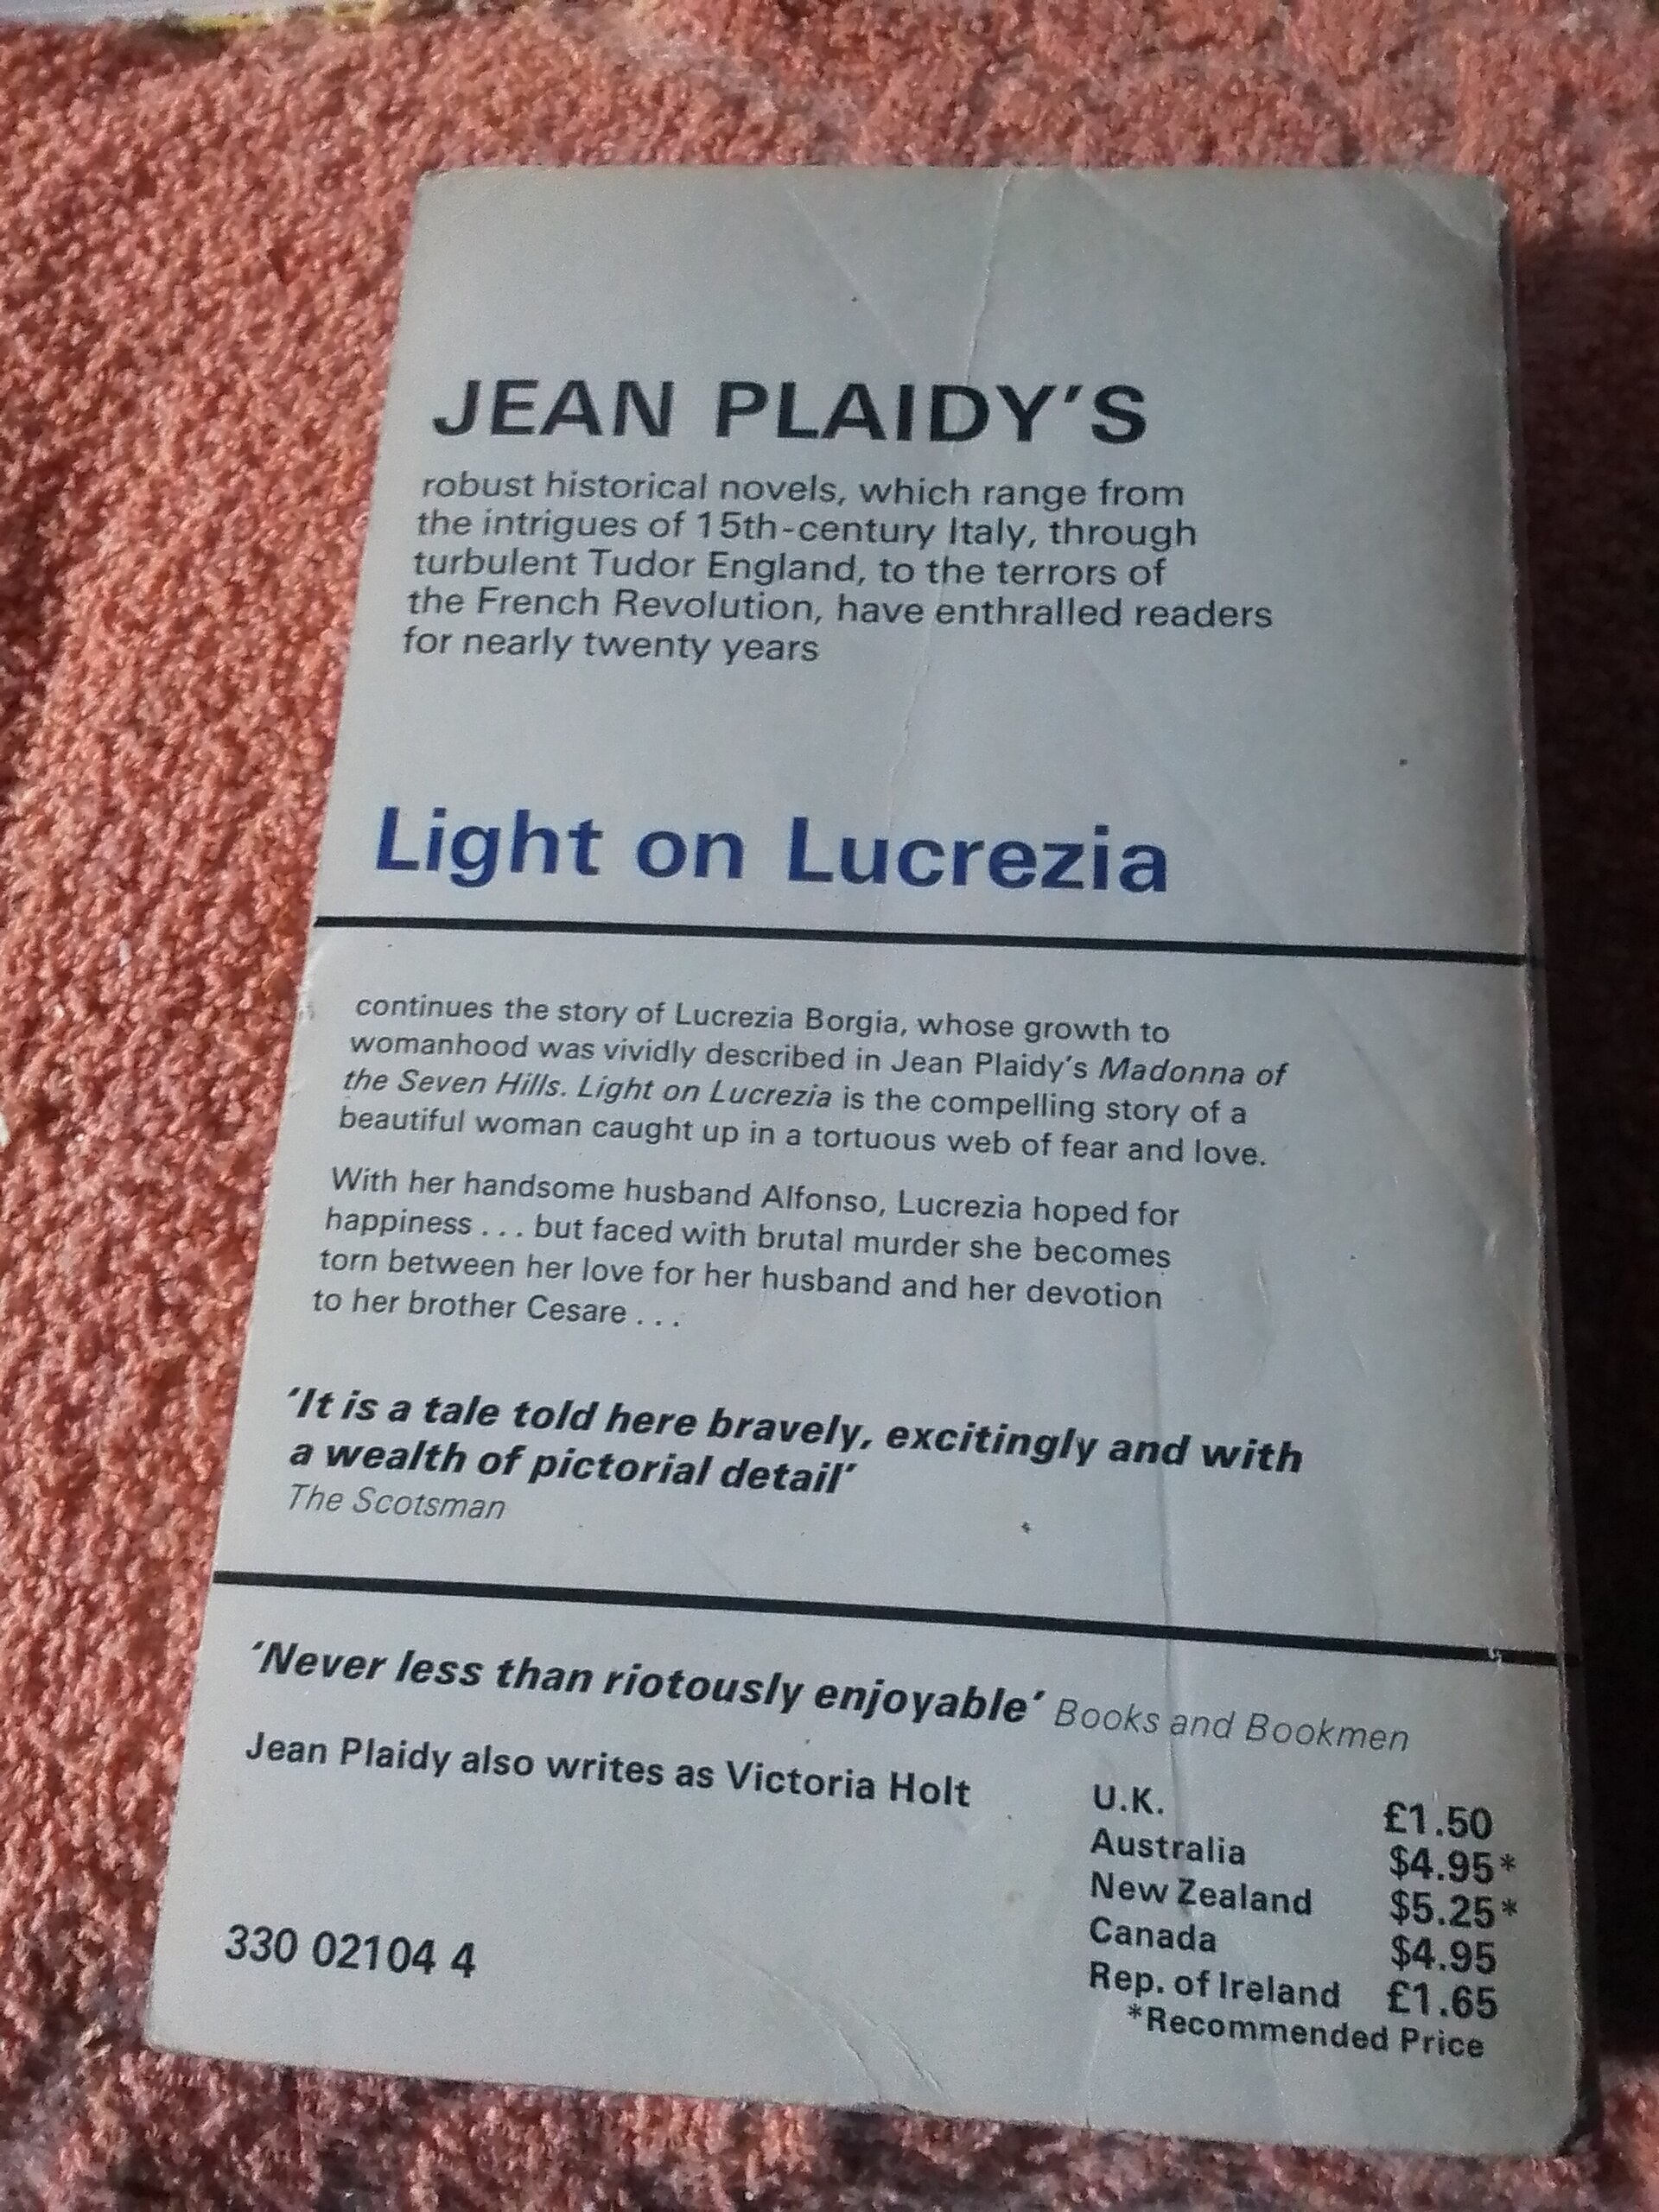 JEAN PLAIDY'S
robust historical novels, which range from
the intrigues of 15th-century Italy, through
turbulent Tudor England, to the terrors of
the French Revolution, have enthralled readers
for nearly twenty years
Light on Lucrezia
continues the story of Lucrezia Borgia, whose growth to
womanhood was vividly described in Jean Plaidy's Madonna of
the Seven Hills. Light on Lucrezia is the compelling story of a
beautiful woman caught up in a tortuous web of fear and love.
With her handsome husband Alfonso, Lucrezia hoped for
happiness . . . but faced with brutal murder she becomes
torn between her love for her husband and her devotion
to her brother Cesare . . .
'It is a tale told here bravely, excitingly and with
a wealth of pictorial detail'
The Scotsman
'Never less than riotously enjoyable' Books and Bookmen
Jean Plaidy also writes as Victoria Holt
U.K. £1.50
Australia $4.95*
New Zealand $5.25*
Canada $4.95
Rep. of Ireland £1.65
*Recommended Price
330 02104 4